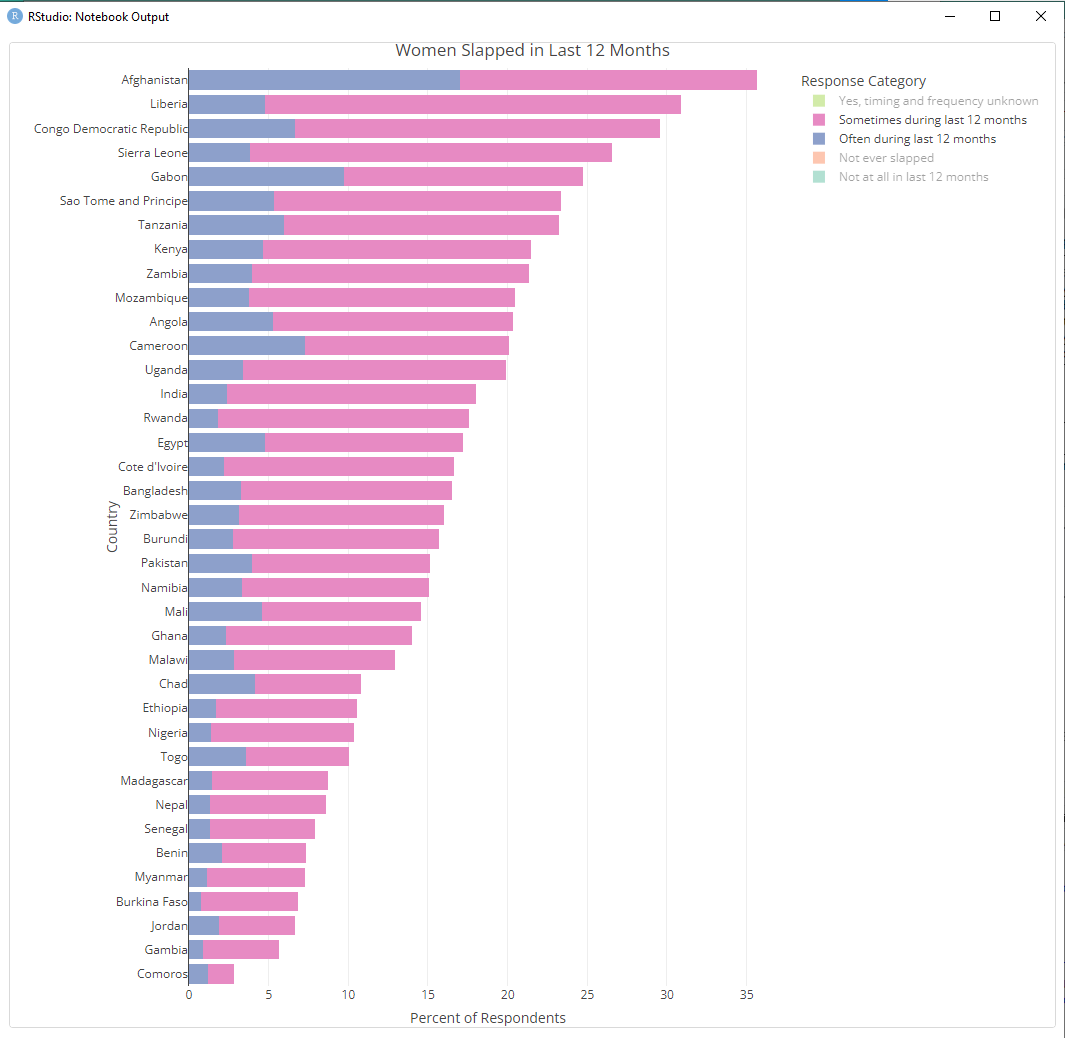 R RStudio: Notebook Output
Women Slapped in Last 12 Months
Response Category
Yes, timing and frequency unknown
Sometimes during last 12 months
Often during last 12 months
Not ever slapped
Not at all in last 12 months
Country
Afghanistan
Liberia
Congo Democratic Republic
Sierra Leone
Gabon
Sao Tome and Principe
Tanzania
Kenya
Zambia
Mozambique
Angola
Cameroon
Uganda
India
Rwanda
Egypt
Cote d'Ivoire
Bangladesh
Zimbabwe
Burundi
Pakistan
Namibia
Mali
Ghana
Malawi
Chad
Ethiopia
Nigeria
Togo
Madagascar
Nepal
Senegal
Benin
Myanmar
Burkina Faso
Jordan
Gambia
Comoros
0 5 10 15 20 25 30 35
Percent of Respondents